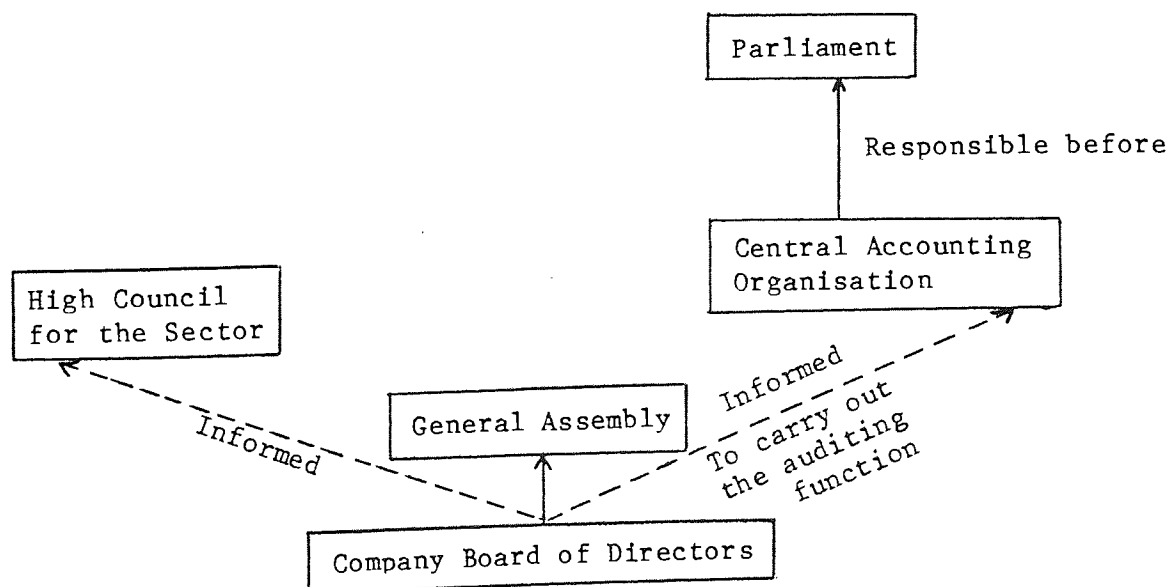 Parliament
Responsible before
Central Accounting
Organisation
High Council
for the Sector
Informed
General Assembly
Informed
To carry out
the auditing
function
Company Board of Directors